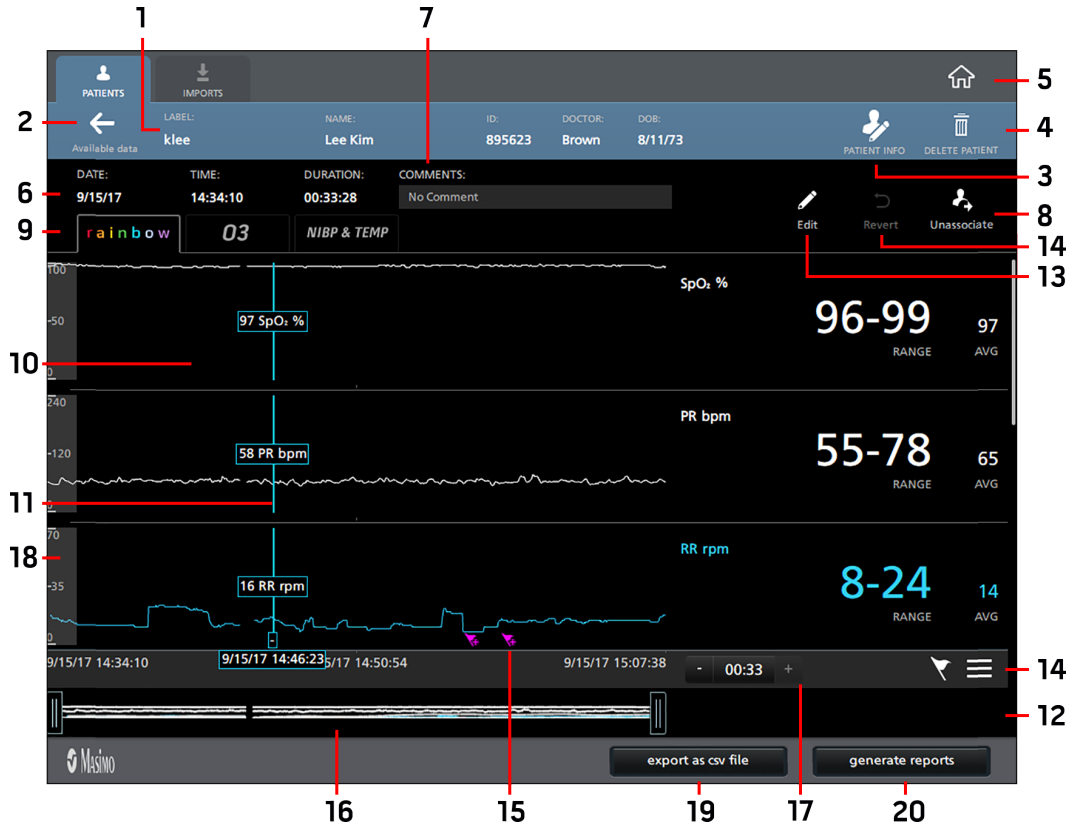 1
7
PATIENTS
IMPORTS
5
2
LABEL:
NAME:
ID:
DOCTOR:
DOB:
klee
Lee Kim
895623
Brown
8/11/73
Available data
PATIENT INFO
DELETE PATIENT
4
3
DATE:
TIME:
DURATION:
COMMENTS:
6
9/15/17
14:34:10
00:33:28
No Comment
8
Edit
Revert
Unassociate
9
rainbow
O3
NIBP & TEMP
14
13
100
-50
0
97 SpO₂ %
SpO₂ %
96-99
97
RANGE
AVG
10
240
-120
0
58 PR bpm
PR bpm
55-78
65
RANGE
AVG
11
70
18
-35
0
16 RR rpm
RR rpm
8-24
14
RANGE
AVG
-
9/15/17 14:34:10
9/15/17 14:46:23
5/17 14:50:54
9/15/17 15:07:38
- 00:33 +
14
12
Masimo
export as csv file
generate reports
16
15
19
17
20